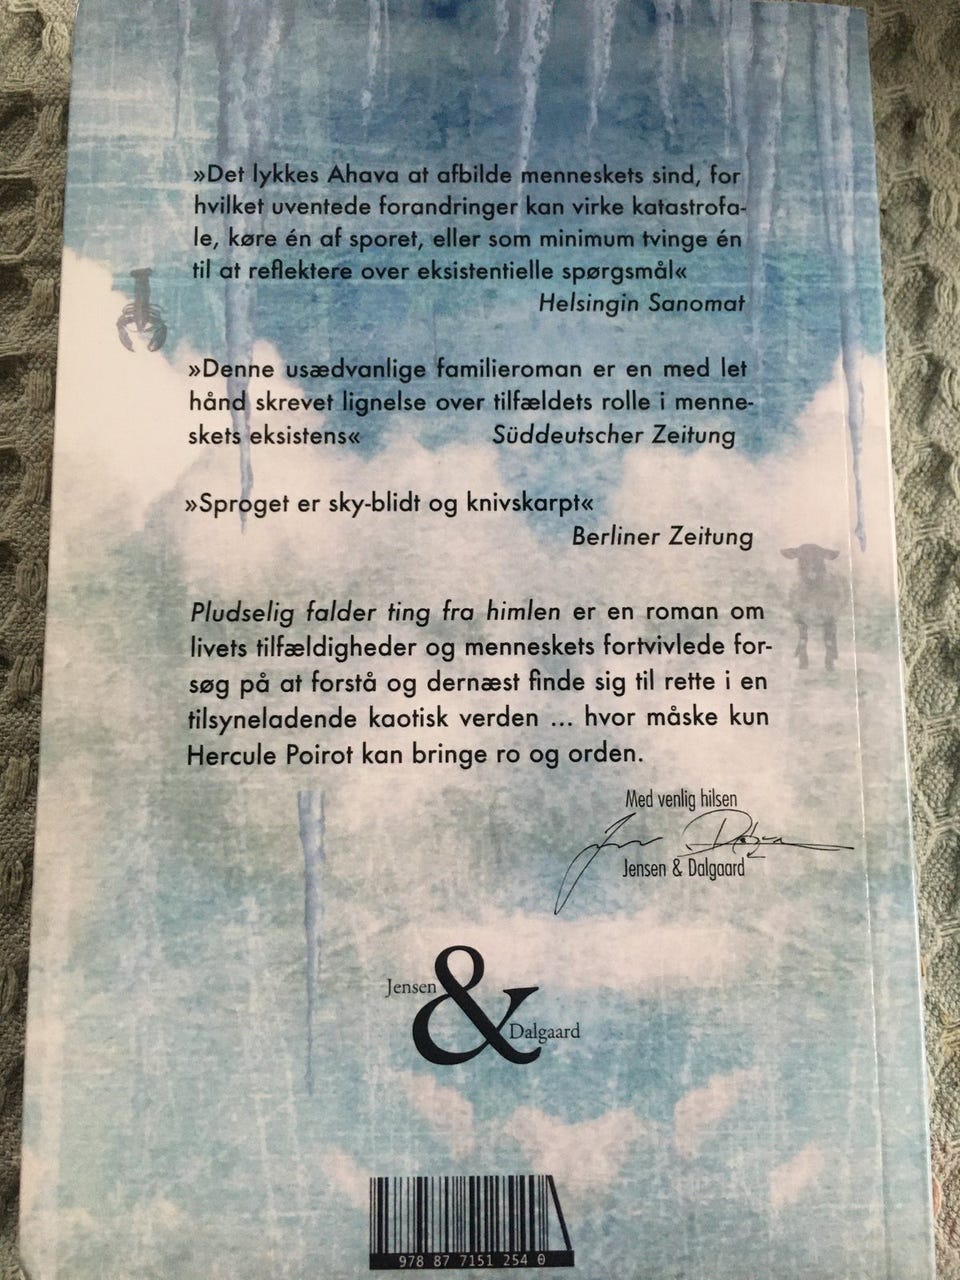 »Det lykkes Ahava at afbilde menneskets sind, for
hvilket uventede forandringer kan virke katastrofa-
le, køre én af sporet, eller som minimum tvinge én
til at reflektere over eksistentielle spørgsmål«
Helsingin Sanomat
»Denne usædvanlige familieroman er en med let
hånd skrevet lignelse over tilfældets rolle i menne-
skets eksistens« Süddeutscher Zeitung
»Sproget er sky-blidt og knivskarpt«
Berliner Zeitung
Pludselig falder ting fra himlen er en roman om
livets tilfældigheder og menneskets fortvivlede for-
søg på at forstå og dernæst finde sig til rette i en
tilsyneladende kaotisk verden ... hvor måske kun
Hercule Poirot kan bringe ro og orden.
Med venlig hilsen
Jensen & Dalgaard
Jensen
&
Dalgaard
978 87 7151 254 0